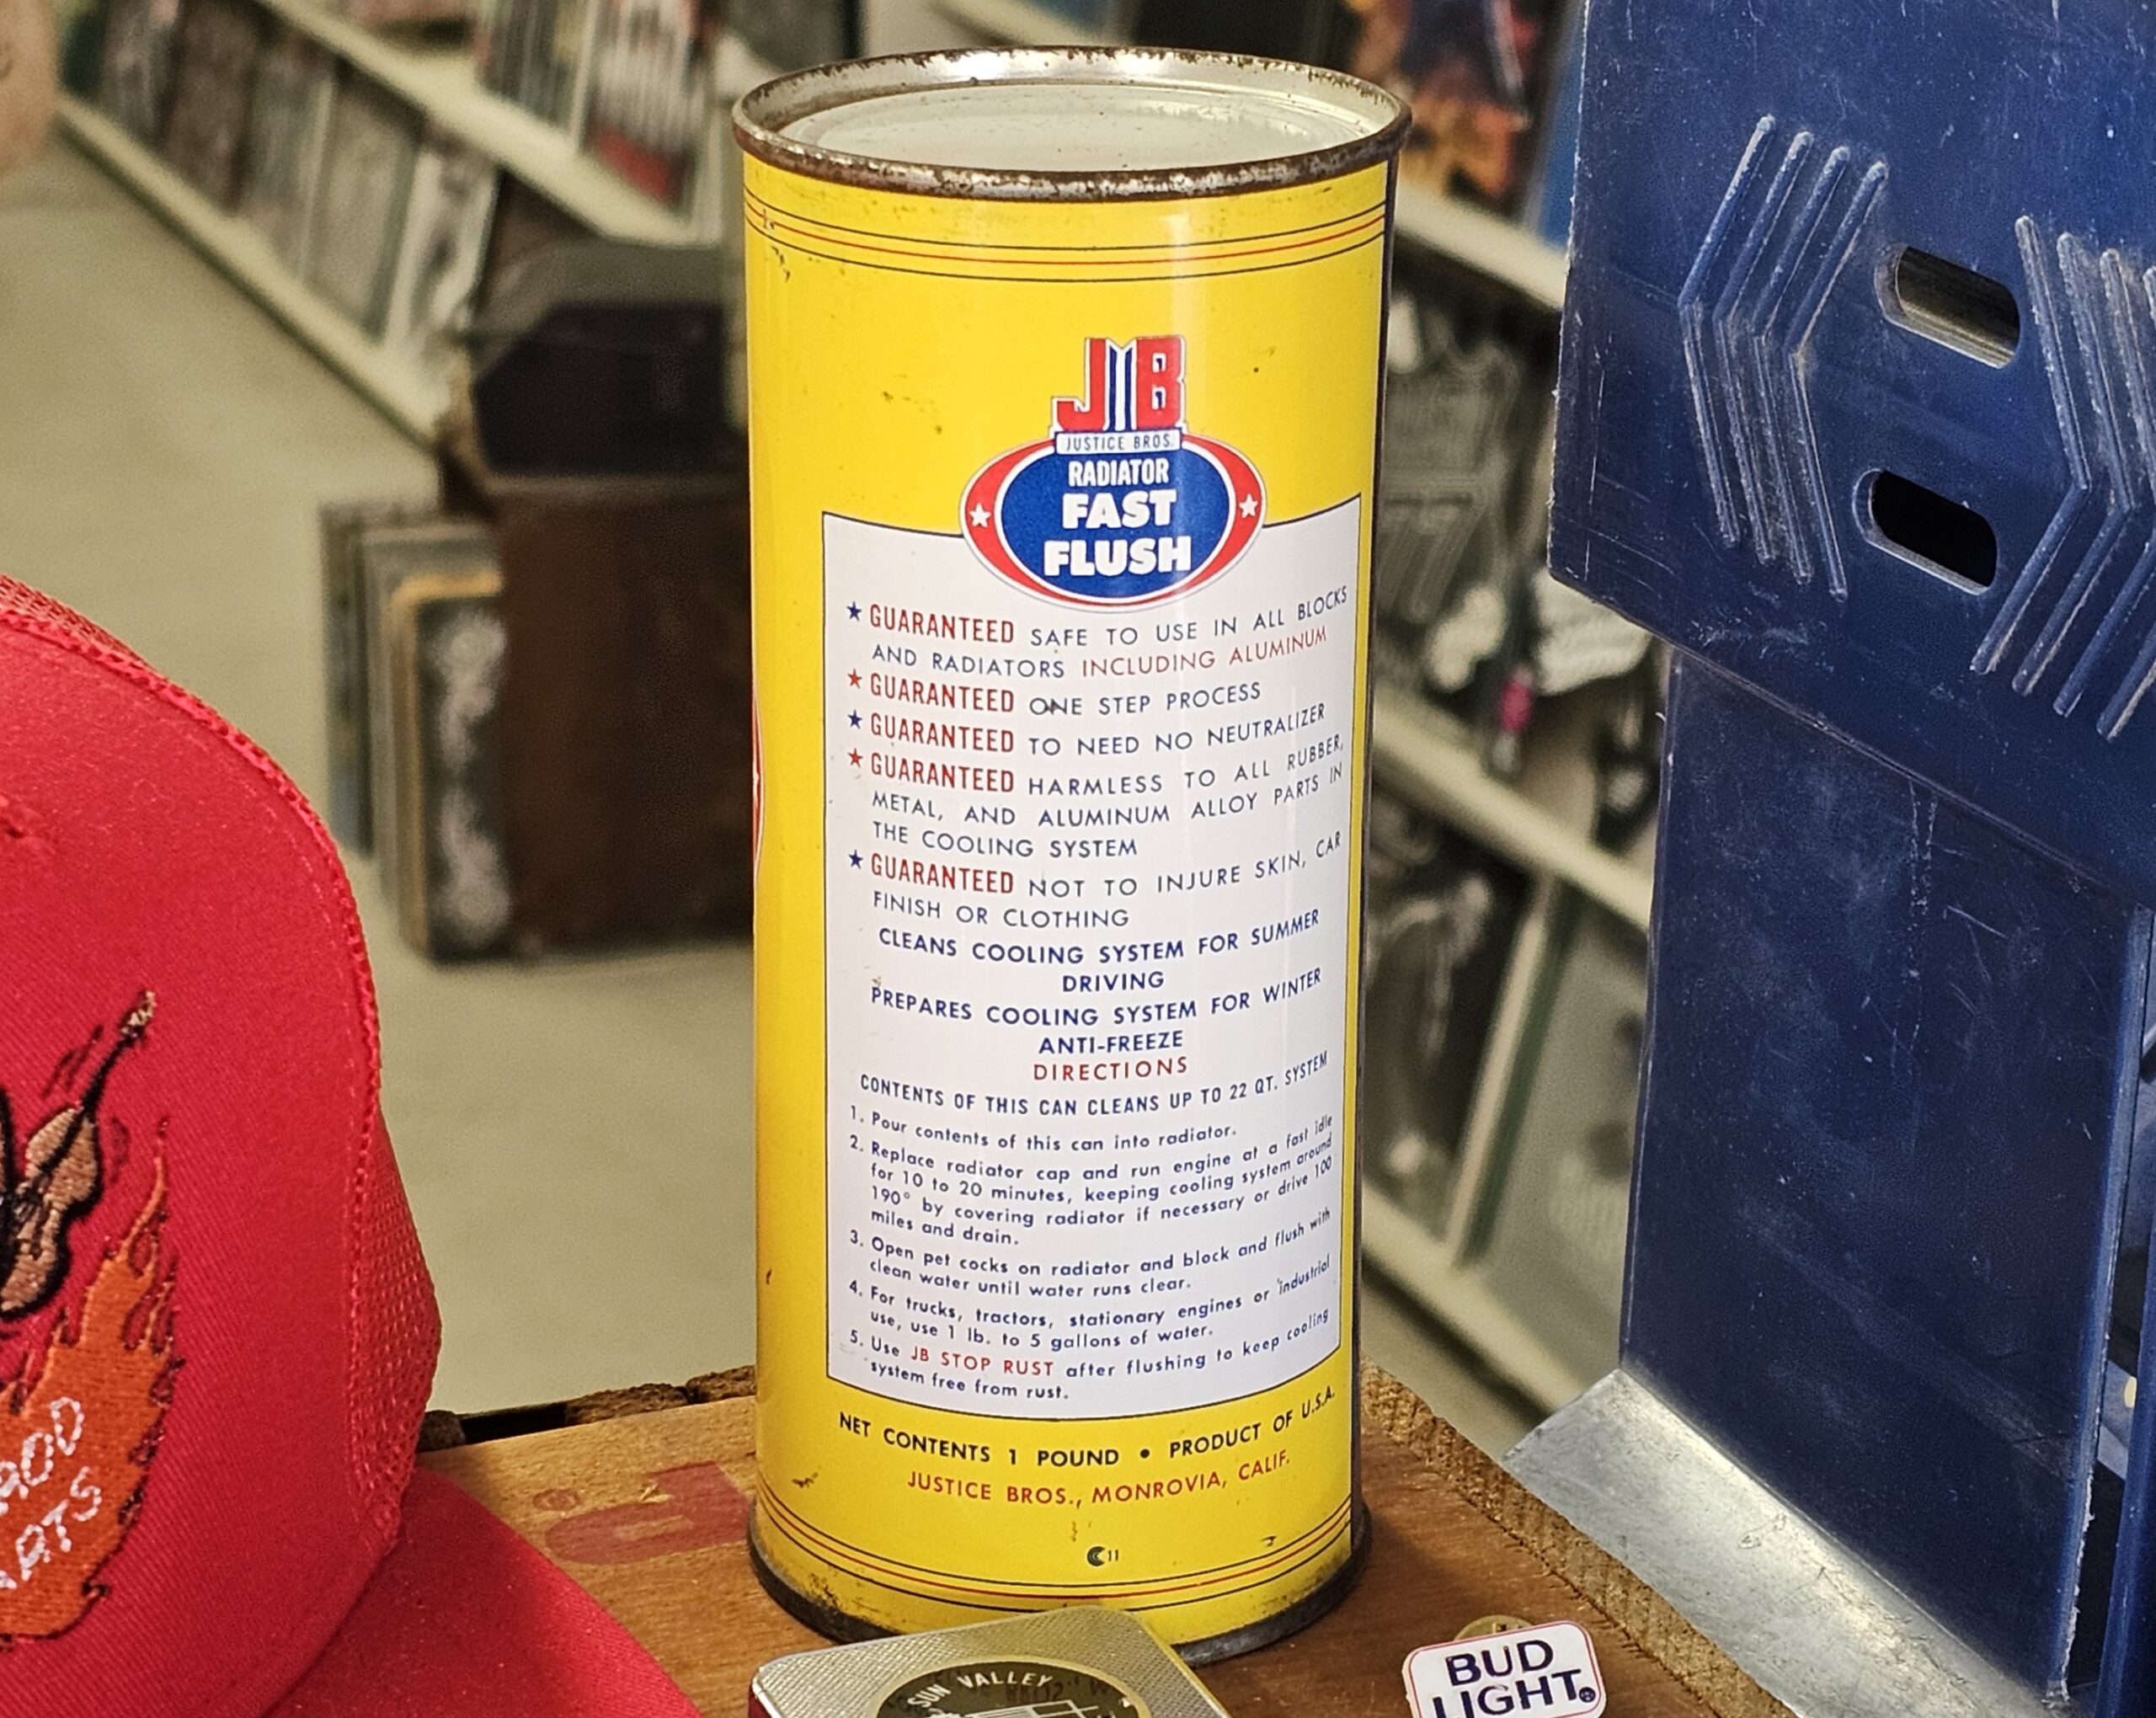 JB
JUSTICE BROS.
RADIATOR
FAST
FLUSH
★ GUARANTEED SAFE TO USE IN ALL BLOCKS
AND RADIATORS INCLUDING ALUMINUM
★ GUARANTEED ONE STEP PROCESS
★ GUARANTEED TO NEED NO NEUTRALIZER
★ GUARANTEED HARMLESS TO ALL RUBBER,
METAL, AND ALUMINUM ALLOY PARTS IN
THE COOLING SYSTEM
★ GUARANTEED NOT TO INJURE SKIN, CAR
FINISH OR CLOTHING
CLEANS COOLING SYSTEM FOR SUMMER
DRIVING
PREPARES COOLING SYSTEM FOR WINTER
ANTI-FREEZE
DIRECTIONS
CONTENTS OF THIS CAN CLEANS UP TO 22 QT. SYSTEM
1. Pour contents of this can into radiator.
2. Replace radiator cap and run engine at a fast idle
for 10 to 20 minutes, keeping cooling system around
190° by covering radiator if necessary or drive 100
miles and drain.
3. Open pet cocks on radiator and block and flush with
clean water until water runs clear.
4. For trucks, tractors, stationary engines or industrial
use, use 1 lb. to 5 gallons of water.
5. Use JB STOP RUST after flushing to keep cooling
system free from rust.
NET CONTENTS 1 POUND • PRODUCT OF U.S.A.
JUSTICE BROS., MONROVIA, CALIF.
11
SUN VALLEY
BUD
LIGHT®